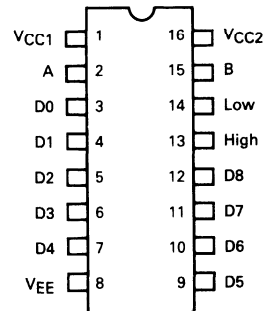 VCC1 1 16 VCC2
A 2 15 B
D0 3 14 Low
D1 4 13 High
D2 5 12 D8
D3 6 11 D7
D4 7 10 D6
VEE 8 9 D5